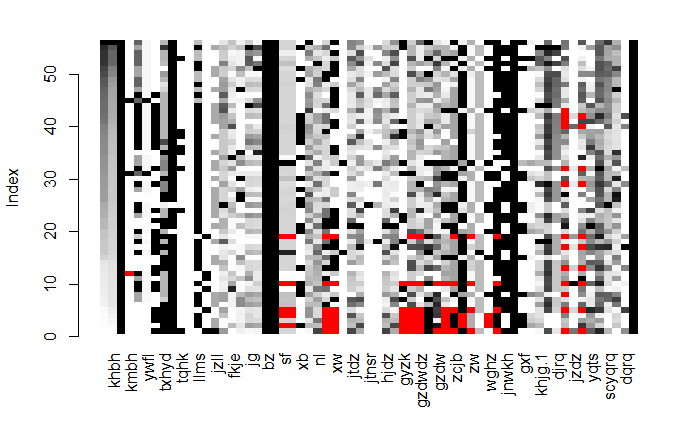 50
40
30
20
10
0
Index
khbh
kmbh
ywfl
txhyd
tqhk
llms
jzll
fkje
jg
bz
sf
xb
nl
xw
jtdz
jtnsr
hjdz
gyzk
gzdwdz
gzdw
zcjb
zw
wghz
jnwkh
gxf
khjg.1
djrq
jzdz
yqts
scyqrq
dqrq